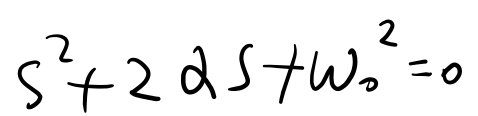 s² + 2αs + ω₀² = 0